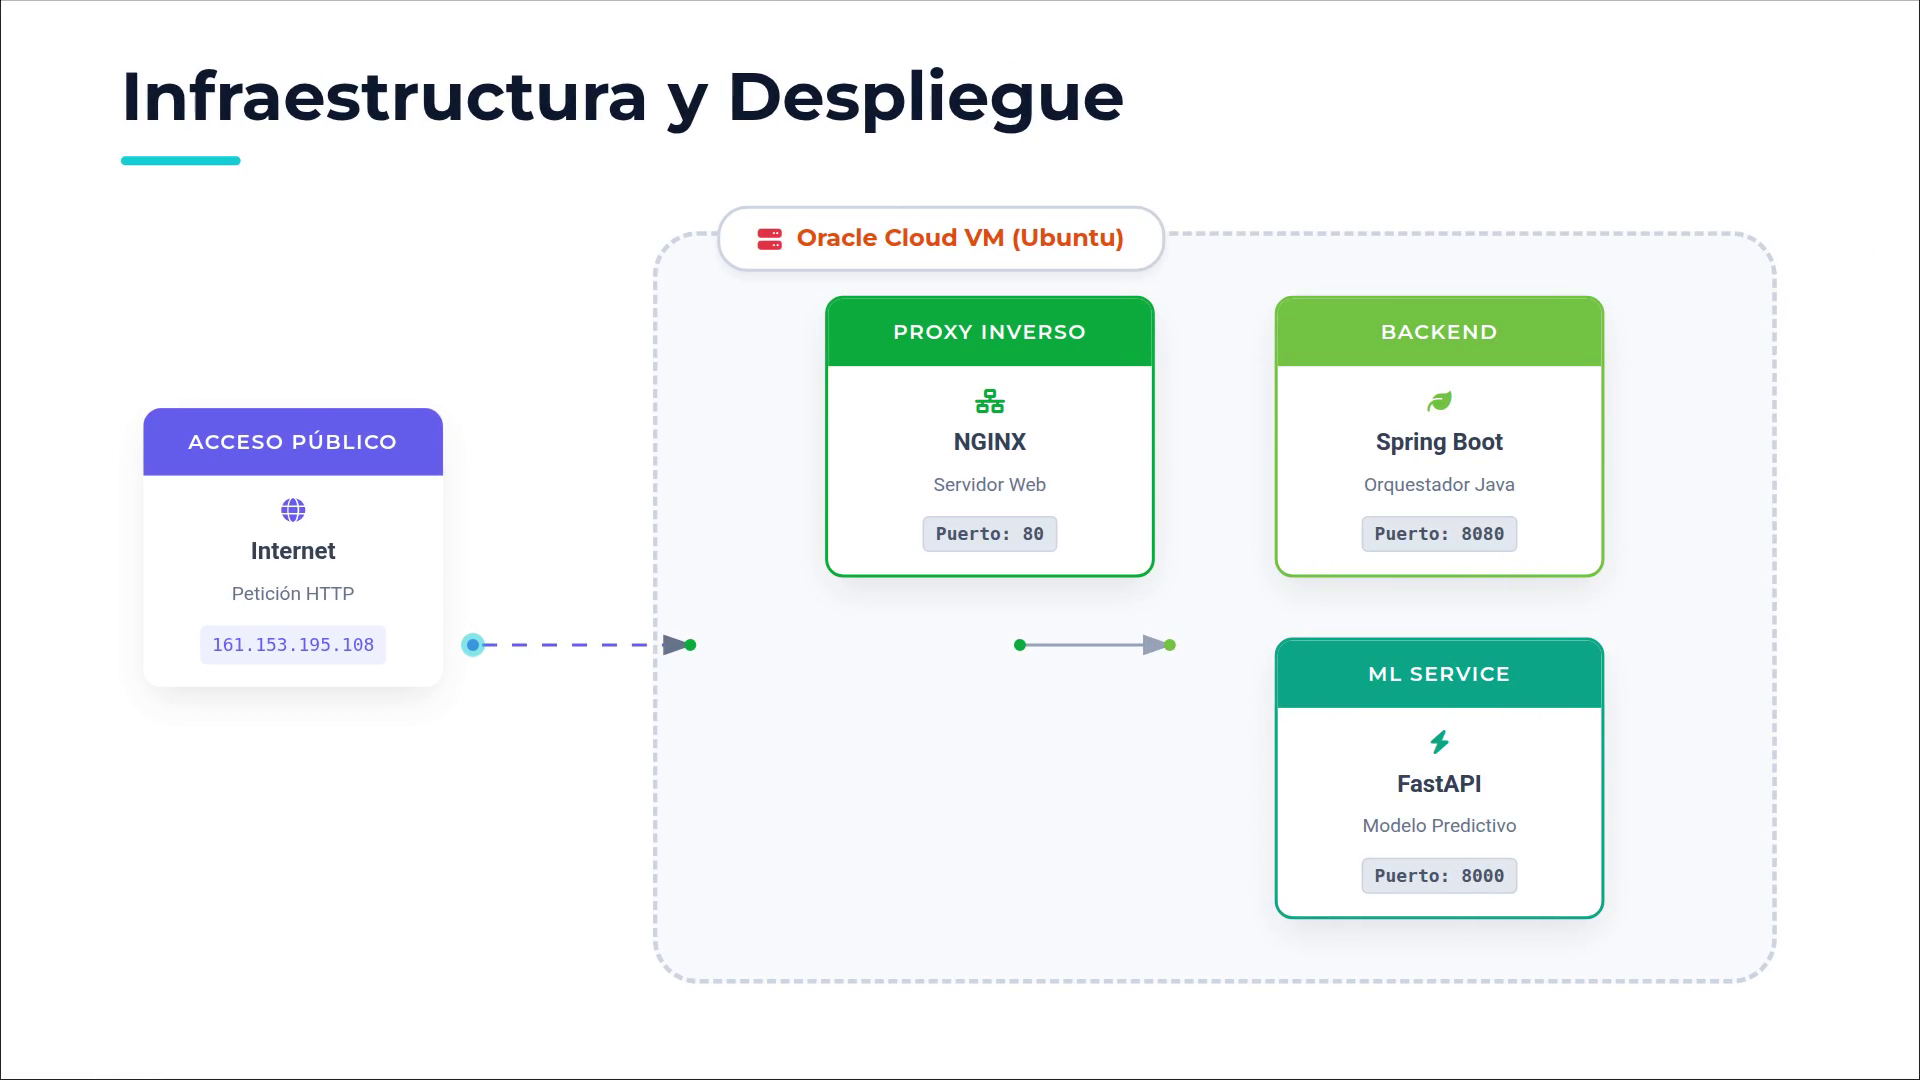 Infraestructura y Despliegue
Oracle Cloud VM (Ubuntu)
ACCESO PÚBLICO
Internet
Petición HTTP
161.153.195.108
PROXY INVERSO
NGINX
Servidor Web
Puerto: 80
BACKEND
Spring Boot
Orquestador Java
Puerto: 8080
ML SERVICE
FastAPI
Modelo Predictivo
Puerto: 8000